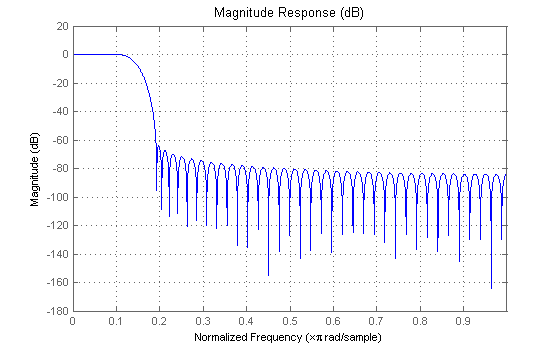 Magnitude Response (dB)
20
0
-20
-40
-60
-80
-100
-120
-140
-160
-180
Magnitude (dB)
0 0.1 0.2 0.3 0.4 0.5 0.6 0.7 0.8 0.9
Normalized Frequency (×π rad/sample)